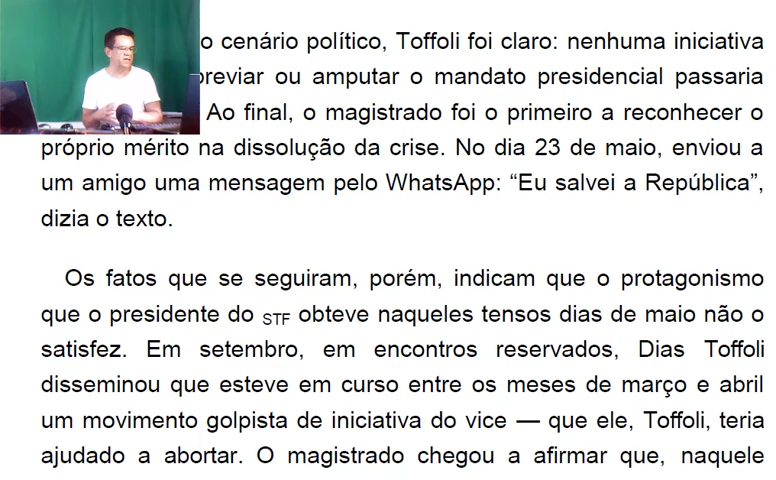 o cenário político, Toffoli foi claro: nenhuma iniciativa
breviar ou amputar o mandato presidencial passaria
Ao final, o magistrado foi o primeiro a reconhecer o
próprio mérito na dissolução da crise. No dia 23 de maio, enviou a
um amigo uma mensagem pelo WhatsApp: “Eu salvei a República”,
dizia o texto.
Os fatos que se seguiram, porém, indicam que o protagonismo
que o presidente do STF obteve naqueles tensos dias de maio não o
satisfez. Em setembro, em encontros reservados, Dias Toffoli
disseminou que esteve em curso entre os meses de março e abril
um movimento golpista de iniciativa do vice — que ele, Toffoli, teria
ajudado a abortar. O magistrado chegou a afirmar que, naquele